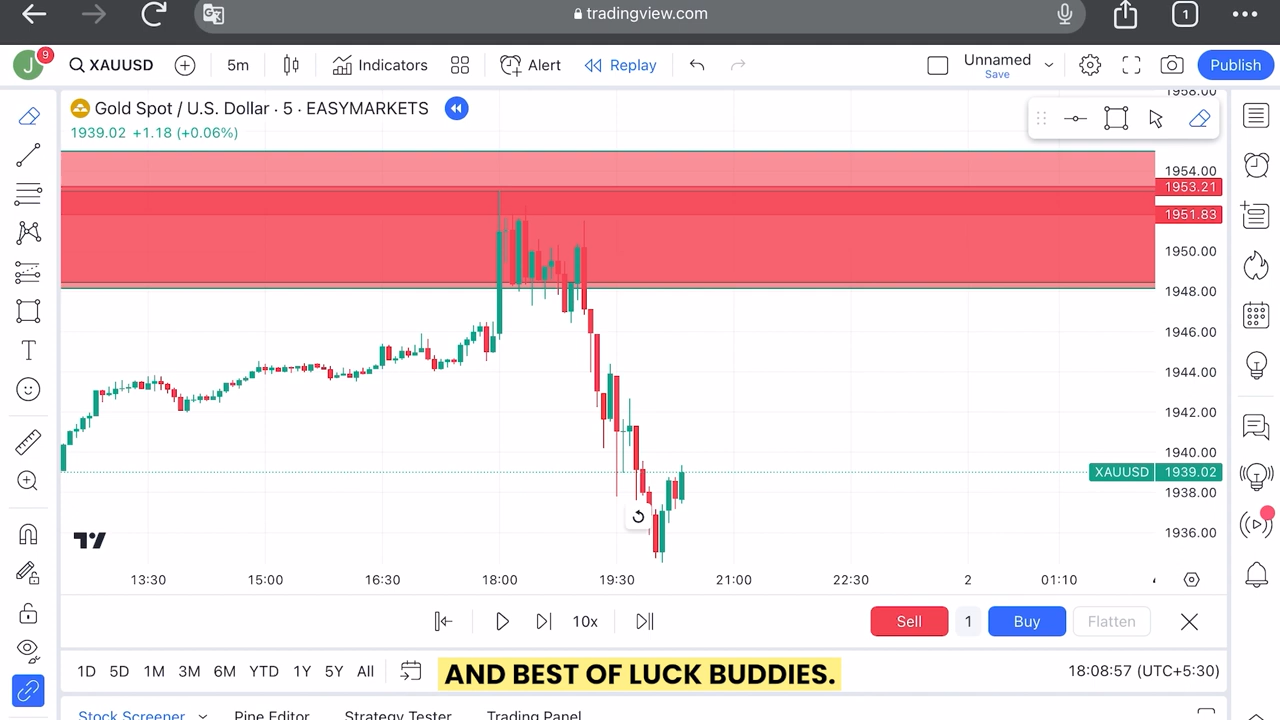 tradingview.com
1
J
9
XAUUSD
5m
Indicators
Alert
Replay
Unnamed
Save
Publish
Gold Spot / U.S. Dollar · 5 · EASYMARKETS
1939.02 +1.18 (+0.06%)
1958.00
1954.00
1953.21
1951.83
1950.00
1948.00
1946.00
1944.00
1942.00
1940.00
XAUUSD 1939.02
1938.00
1936.00
13:30 15:00 16:30 18:00 19:30 21:00 22:30 2 01:10
10x
Sell 1 Buy Flatten
1D 5D 1M 3M 6M YTD 1Y 5Y All
AND BEST OF LUCK BUDDIES.
18:08:57 (UTC+5:30)
Stock Screener Pine Editor Strategy Tester Trading Panel